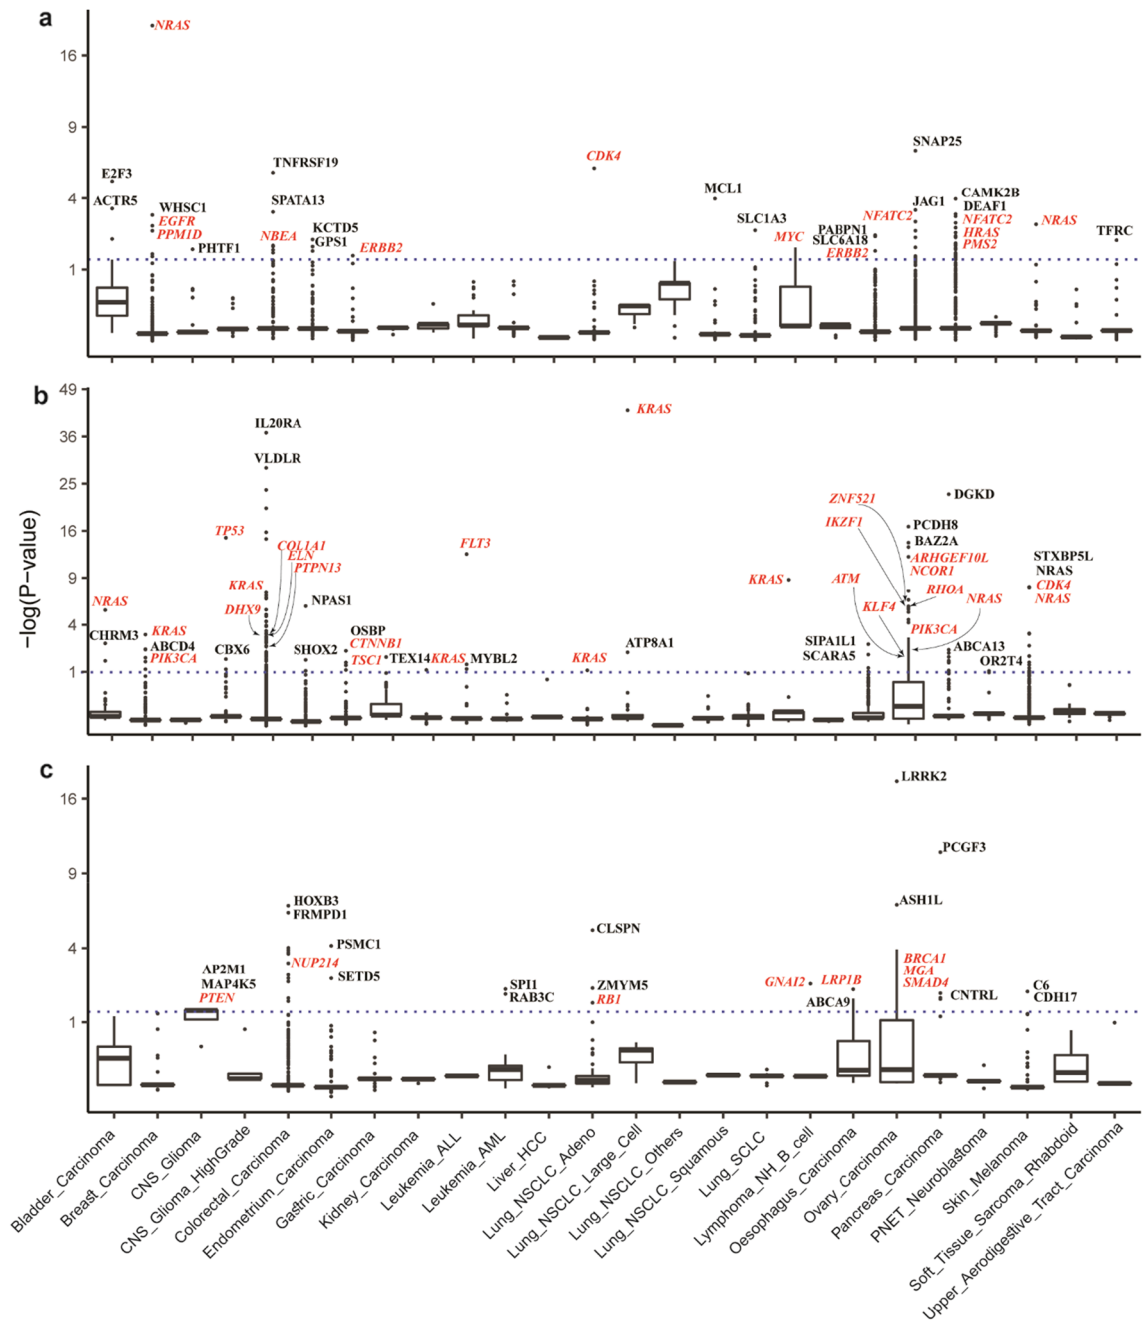 a
NRAS
16
9
SNAP25
CDK4
TNFRSF19
E2F3
4
ACTR5
SPATA13
MCL1
JAG1
CAMK2B
DEAF1
WHSC1
EGFR
PPM1D
NBEA
KCTD5
GPS1
SLC1A3
NFATC2
NFATC2
HRAS
PMS2
NRAS
TFRC
PHTF1
ERBB2
MYC
PABPN1
SLC6A18
ERBB2
1
b
49
KRAS
IL20RA
36
VLDLR
25
DGKD
ZNF521
PCDH8
IKZF1
BAZ2A
16
TP53
COL1A1
ELN
PTPN13
FLT3
ARHGEF10L
NCOR1
STXBP5L
NRAS
CDK4
NRAS
9
KRAS
KRAS
ATM
RHOA
NRAS
NRAS
DHX9
NPAS1
KLF4
4
CHRM3
KRAS
ABCD4
PIK3CA
CBX6
SHOX2
OSBP
CTNNB1
TSC1
TEX14
KRAS
MYBL2
KRAS
ATP8A1
SIPA1L1
SCARA5
PIK3CA
ABCA13
OR2T4
1
−log(P−value)
c
LRRK2
16
PCGF3
9
HOXB3
FRMPD1
ASH1L
CLSPN
4
PSMC1
NUP214
SETD5
AP2M1
MAP4K5
PTEN
SPI1
RAB3C
ZMYM5
RB1
GNAI2
LRP1B
ABCA9
BRCA1
MGA
SMAD4
CNTRL
C6
CDH17
1
Bladder_Carcinoma
Breast_Carcinoma
CNS_Glioma
CNS_Glioma_HighGrade
Colorectal_Carcinoma
Endometrium_Carcinoma
Gastric_Carcinoma
Kidney_Carcinoma
Leukemia_ALL
Leukemia_AML
Liver_HCC
Lung_NSCLC_Adeno
Lung_NSCLC_Large_Cell
Lung_NSCLC_Others
Lung_NSCLC_Squamous
Lung_SCLC
Lymphoma_NH_B_cell
Oesophagus_Carcinoma
Ovary_Carcinoma
Pancreas_Carcinoma
PNET_Neuroblastoma
Skin_Melanoma
Soft_Tissue_Sarcoma_Rhabdoid
Upper_Aerodigestive_Tract_Carcinoma